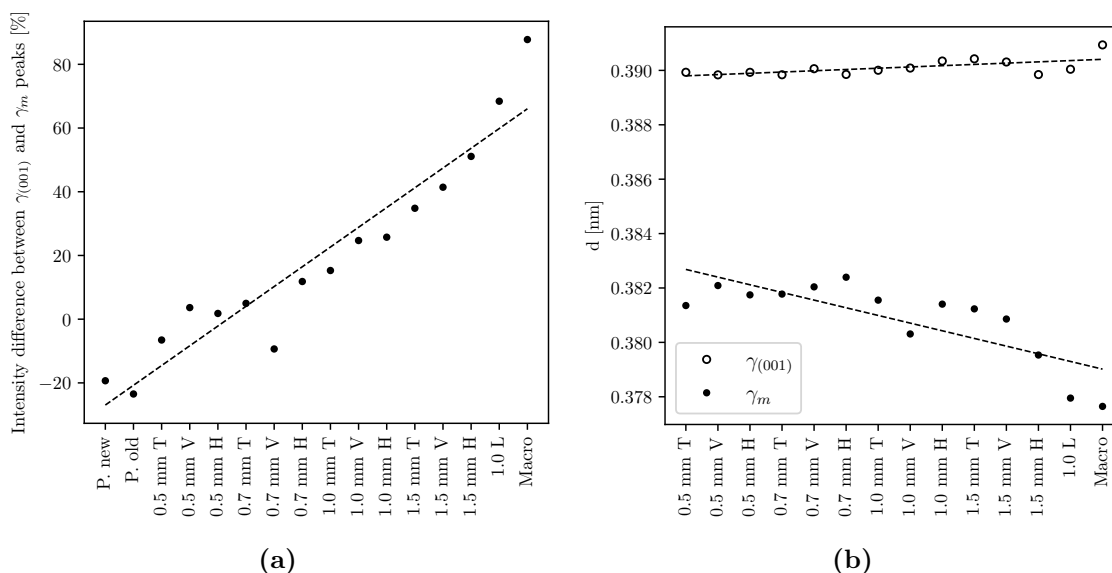 Intensity difference between γ(001) and γm peaks [%]
80
60
40
20
0
−20
P. new
P. old
0.5 mm T
0.5 mm V
0.5 mm H
0.7 mm T
0.7 mm V
0.7 mm H
1.0 mm T
1.0 mm V
1.0 mm H
1.5 mm T
1.5 mm V
1.5 mm H
1.0 L
Macro
(a)
d [nm]
0.390
0.388
0.386
0.384
0.382
0.380
0.378
γ(001)
γm
0.5 mm T
0.5 mm V
0.5 mm H
0.7 mm T
0.7 mm V
0.7 mm H
1.0 mm T
1.0 mm V
1.0 mm H
1.5 mm T
1.5 mm V
1.5 mm H
1.0 L
Macro
(b)